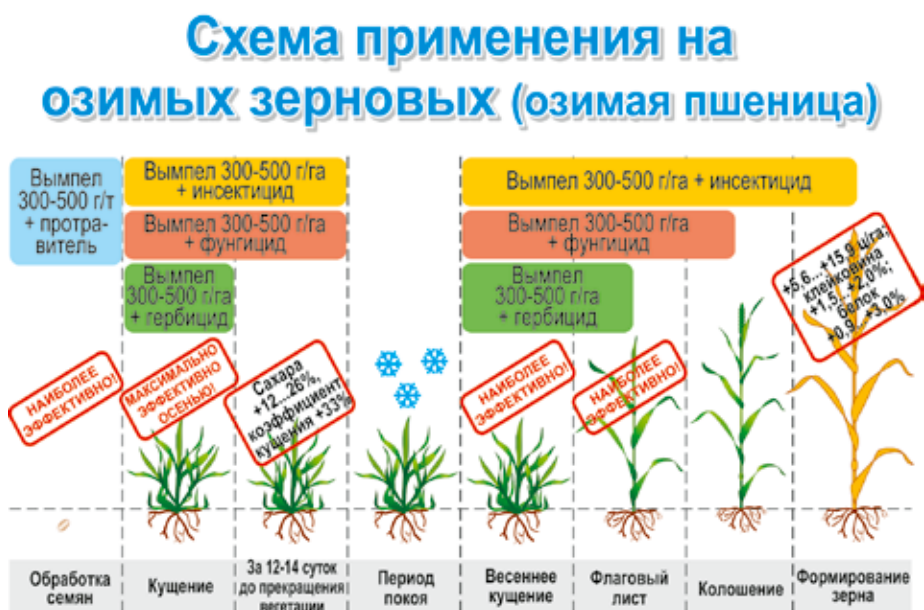 Схема применения на
озимых зерновых (озимая пшеница)
Вымпел
300-500 г/т
+ протра-
витель
Вымпел 300-500 г/га
+ инсектицид
Вымпел 300-500 г/га
+ фунгицид
Вымпел
300-500 г/га
+ гербицид
Вымпел 300-500 г/га + инсектицид
Вымпел 300-500 г/га
+ фунгицид
Вымпел
300-500 г/га
+ гербицид
+5,6...+15,9 ц/га;
клейковина
+1,5...+2,0%;
белок
+0,9...+3,0%
НАИБОЛЕЕ
ЭФФЕКТИВНО!
МАКСИМАЛЬНО
ЭФФЕКТИВНО
ОСЕНЬЮ!
Сахара
+12...26%,
коэффициент
кущения +33%
НАИБОЛЕЕ
ЭФФЕКТИВНО!
НАИБОЛЕЕ
ЭФФЕКТИВНО!
Обработка
семян
Кущение
За 12-14 суток
до прекращения
вегетации
Период
покоя
Весеннее
кущение
Флаговый
лист
Колошение
Формирование
зерна